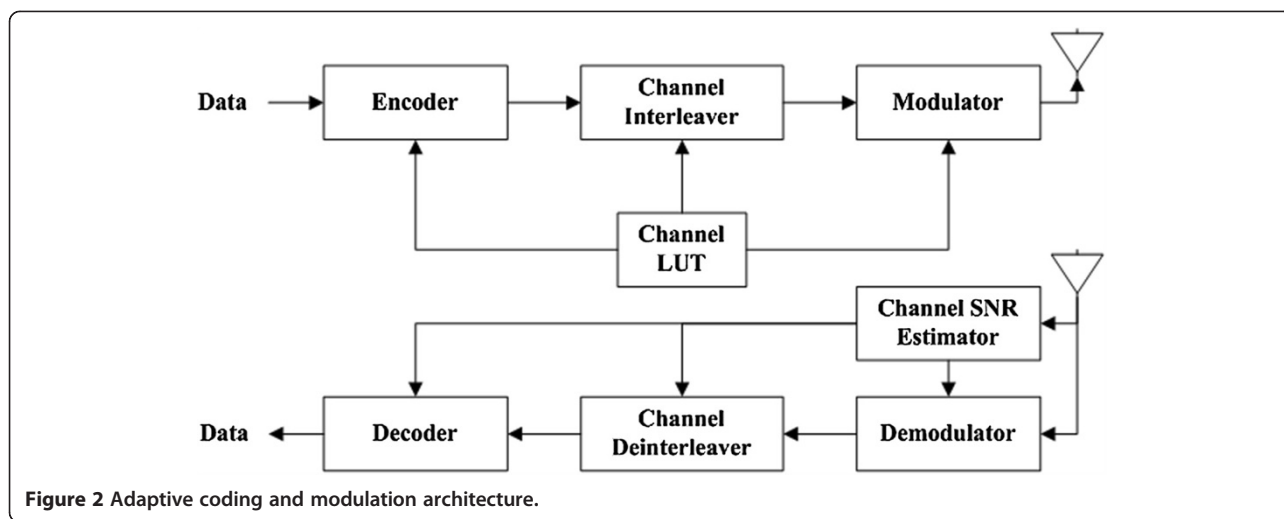 Data
Encoder
Channel
Interleaver
Modulator
Channel
LUT
Channel SNR
Estimator
Data
Decoder
Channel
Deinterleaver
Demodulator
Figure 2 Adaptive coding and modulation architecture.